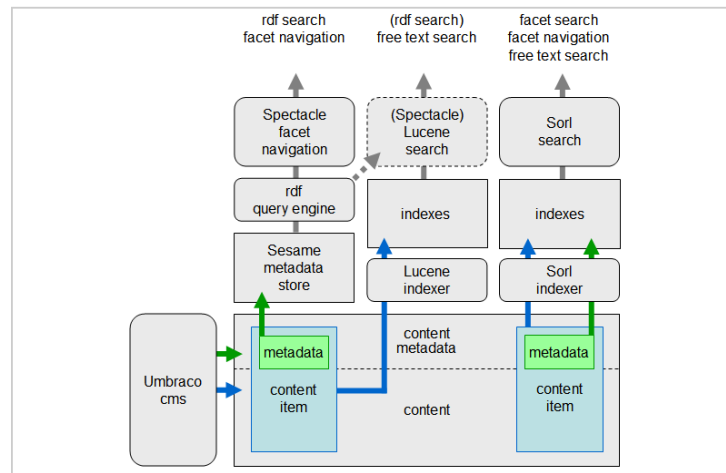 rdf search
facet navigation
(rdf search)
free text search
facet search
facet navigation
free text search
Spectacle
facet
navigation
(Spectacle)
Lucene
search
Sorl
search
rdf
query engine
indexes
indexes
Sesame
metadata
store
Lucene
indexer
Sorl
indexer
Umbraco
cms
metadata
content
item
content
metadata
content
metadata
content
item